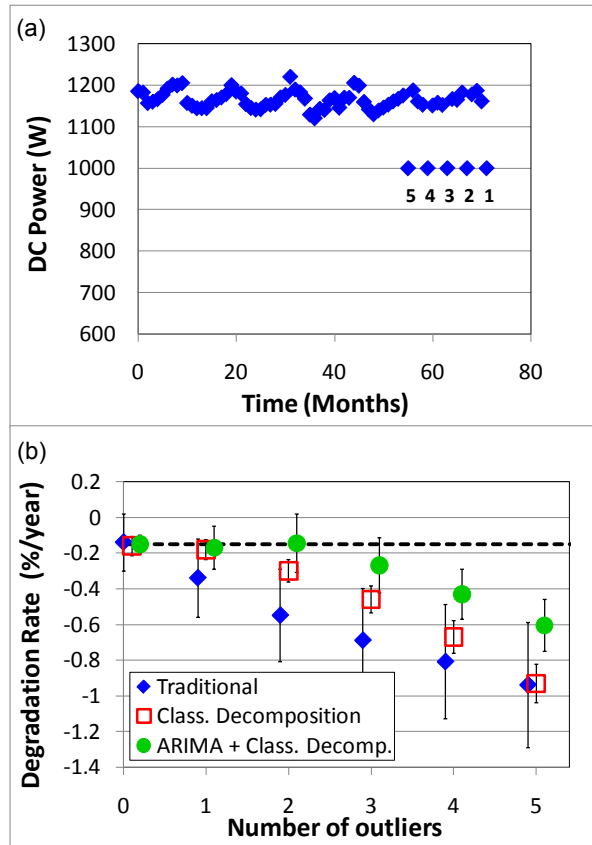 (a)
1300
1200
1100
1000
900
800
700
600
DC Power (W)
5 4 3 2 1
0 20 40 60 80
Time (Months)
(b)
0.2
0
-0.2
-0.4
-0.6
-0.8
-1
-1.2
-1.4
Degradation Rate (%/year)
Traditional
Class. Decomposition
ARIMA + Class. Decomp.
0 1 2 3 4 5
Number of outliers